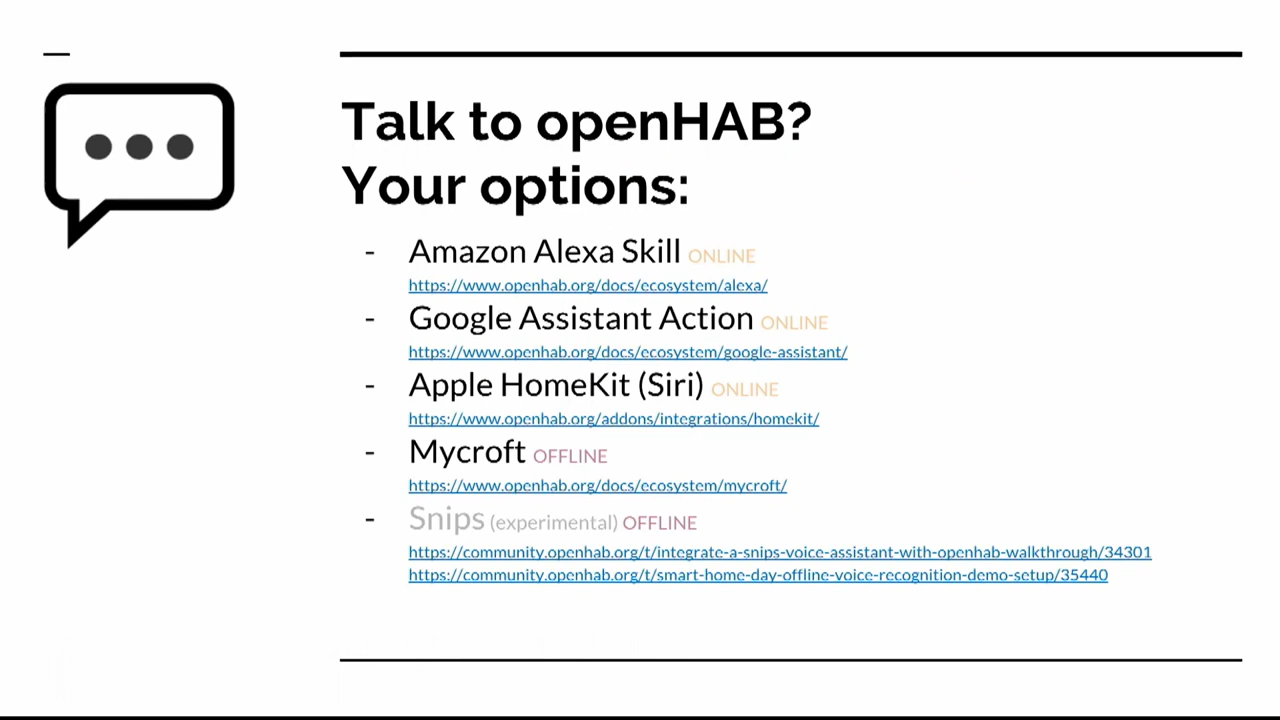 Talk to openHAB?
Your options:
- Amazon Alexa Skill ONLINE
https://www.openhab.org/docs/ecosystem/alexa/
- Google Assistant Action ONLINE
https://www.openhab.org/docs/ecosystem/google-assistant/
- Apple HomeKit (Siri) ONLINE
https://www.openhab.org/addons/integrations/homekit/
- Mycroft OFFLINE
https://www.openhab.org/docs/ecosystem/mycroft/
- Snips (experimental) OFFLINE
https://community.openhab.org/t/integrate-a-snips-voice-assistant-with-openhab-walkthrough/34301
https://community.openhab.org/t/smart-home-day-offline-voice-recognition-demo-setup/35440